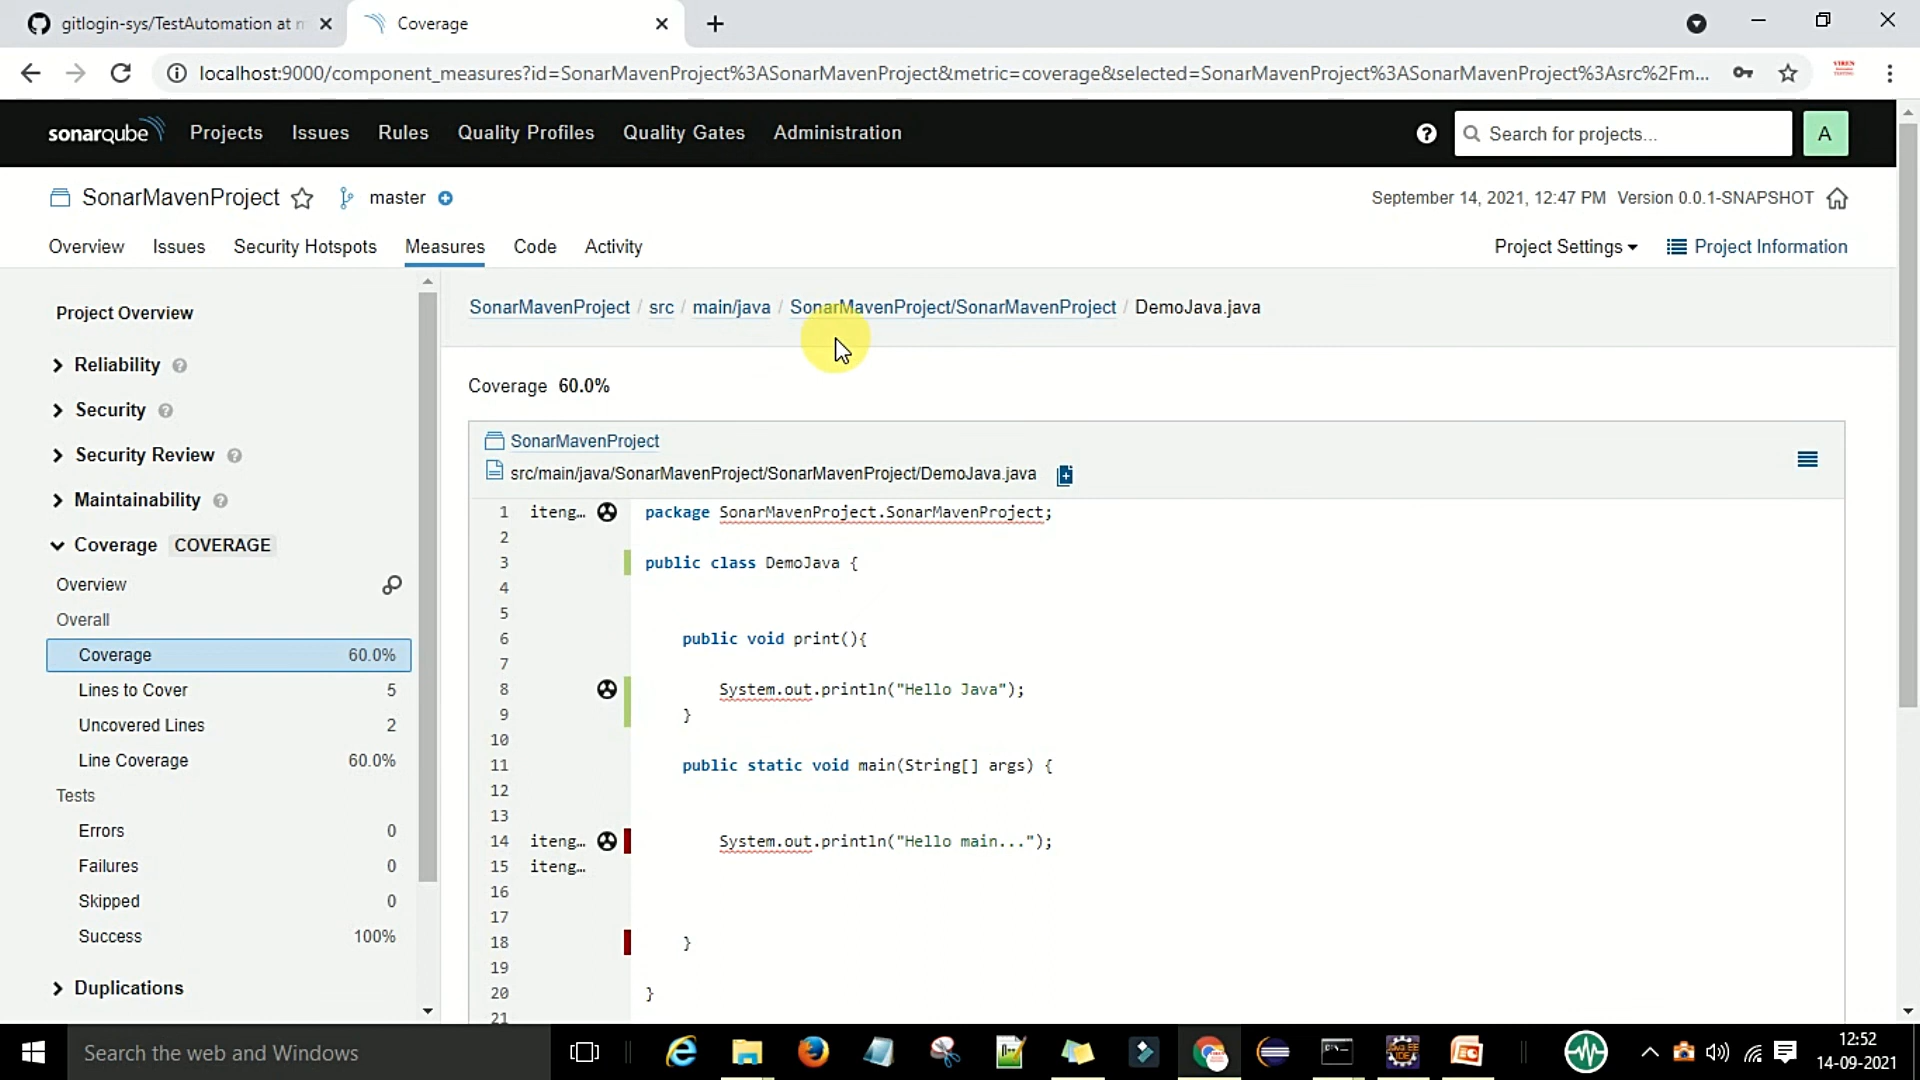 gitlogin-sys/TestAutomation at m
Coverage
localhost:9000/component_measures?id=SonarMavenProject%3ASonarMavenProject&metric=coverage&selected=SonarMavenProject%3ASonarMavenProject%3Asrc%2Fm...
sonarqube Projects Issues Rules Quality Profiles Quality Gates Administration ? Search for projects... A
SonarMavenProject master September 14, 2021, 12:47 PM Version 0.0.1-SNAPSHOT
Overview Issues Security Hotspots Measures Code Activity Project Settings Project Information
Project Overview
Reliability ?
Security ?
Security Review ?
Maintainability ?
Coverage COVERAGE
Overview
Overall
Coverage 60.0%
Lines to Cover 5
Uncovered Lines 2
Line Coverage 60.0%
Tests
Errors 0
Failures 0
Skipped 0
Success 100%
Duplications
SonarMavenProject / src / main/java / SonarMavenProject/SonarMavenProject / DemoJava.java
Coverage 60.0%
SonarMavenProject
src/main/java/SonarMavenProject/SonarMavenProject/DemoJava.java
1 iteng… package SonarMavenProject.SonarMavenProject;
2
3 public class DemoJava {
4
5
6 public void print(){
7
8 System.out.println("Hello Java");
9 }
10
11 public static void main(String[] args) {
12
13
14 iteng… System.out.println("Hello main...");
15 iteng…
16
17
18 }
19
20 }
21
Search the web and Windows
12:52
14-09-2021